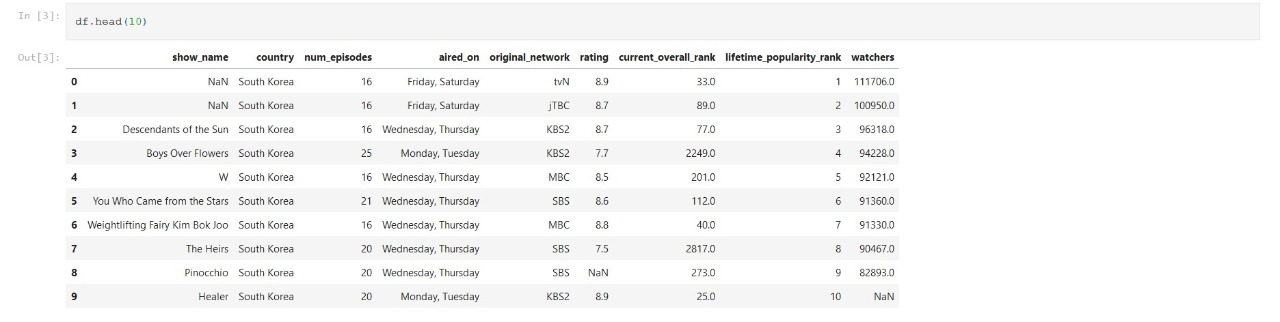 In [3]: df.head(10)
Out[3]: show_name country num_episodes aired_on original_network rating current_overall_rank lifetime_popularity_rank watchers
0 NaN South Korea 16 Friday, Saturday tvN 8.9 33.0 1 111706.0
1 NaN South Korea 16 Friday, Saturday jTBC 8.7 89.0 2 100950.0
2 Descendants of the Sun South Korea 16 Wednesday, Thursday KBS2 8.7 77.0 3 96318.0
3 Boys Over Flowers South Korea 25 Monday, Tuesday KBS2 7.7 2249.0 4 94228.0
4 W South Korea 16 Wednesday, Thursday MBC 8.5 201.0 5 92121.0
5 You Who Came from the Stars South Korea 21 Wednesday, Thursday SBS 8.6 112.0 6 91360.0
6 Weightlifting Fairy Kim Bok Joo South Korea 16 Wednesday, Thursday MBC 8.8 40.0 7 91330.0
7 The Heirs South Korea 20 Wednesday, Thursday SBS 7.5 2817.0 8 90467.0
8 Pinocchio South Korea 20 Wednesday, Thursday SBS NaN 273.0 9 82893.0
9 Healer South Korea 20 Monday, Tuesday KBS2 8.9 25.0 10 NaN